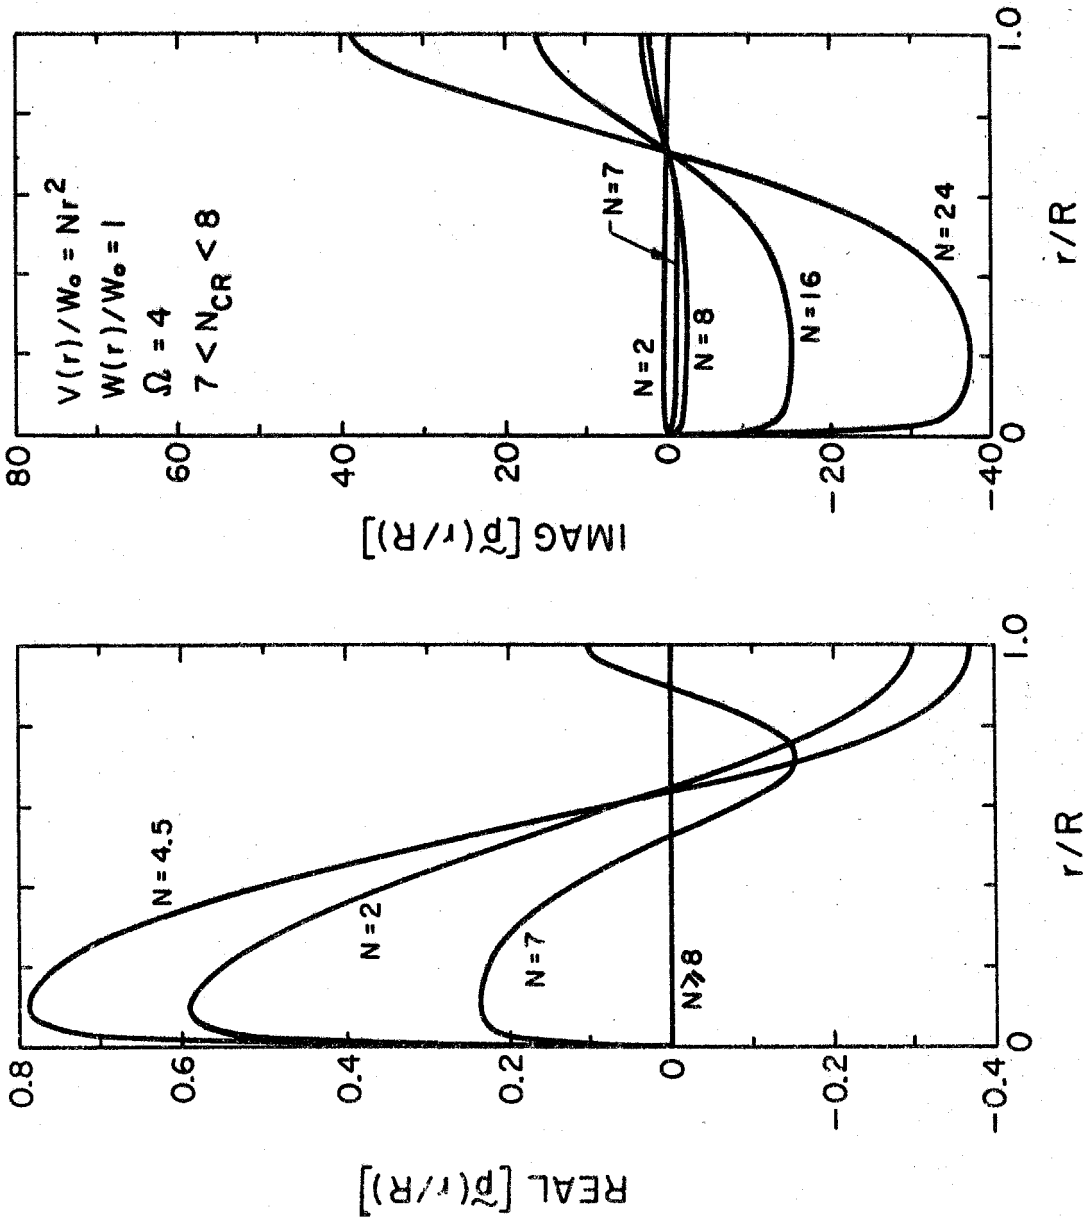 REAL [p̃(r/R)]
0.8
0.6
0.4
0.2
0
-0.2
-0.4
0
1.0
r/R
N=4.5
N=2
N=7
N⩾8
IMAG [p̃(r/R)]
80
60
40
20
0
-20
-40
0
1.0
r/R
V(r)/W₀ = Nr²
W(r)/W₀ = 1
Ω = 4
7 < N_CR < 8
N=2
N=7
N=8
N=16
N=24